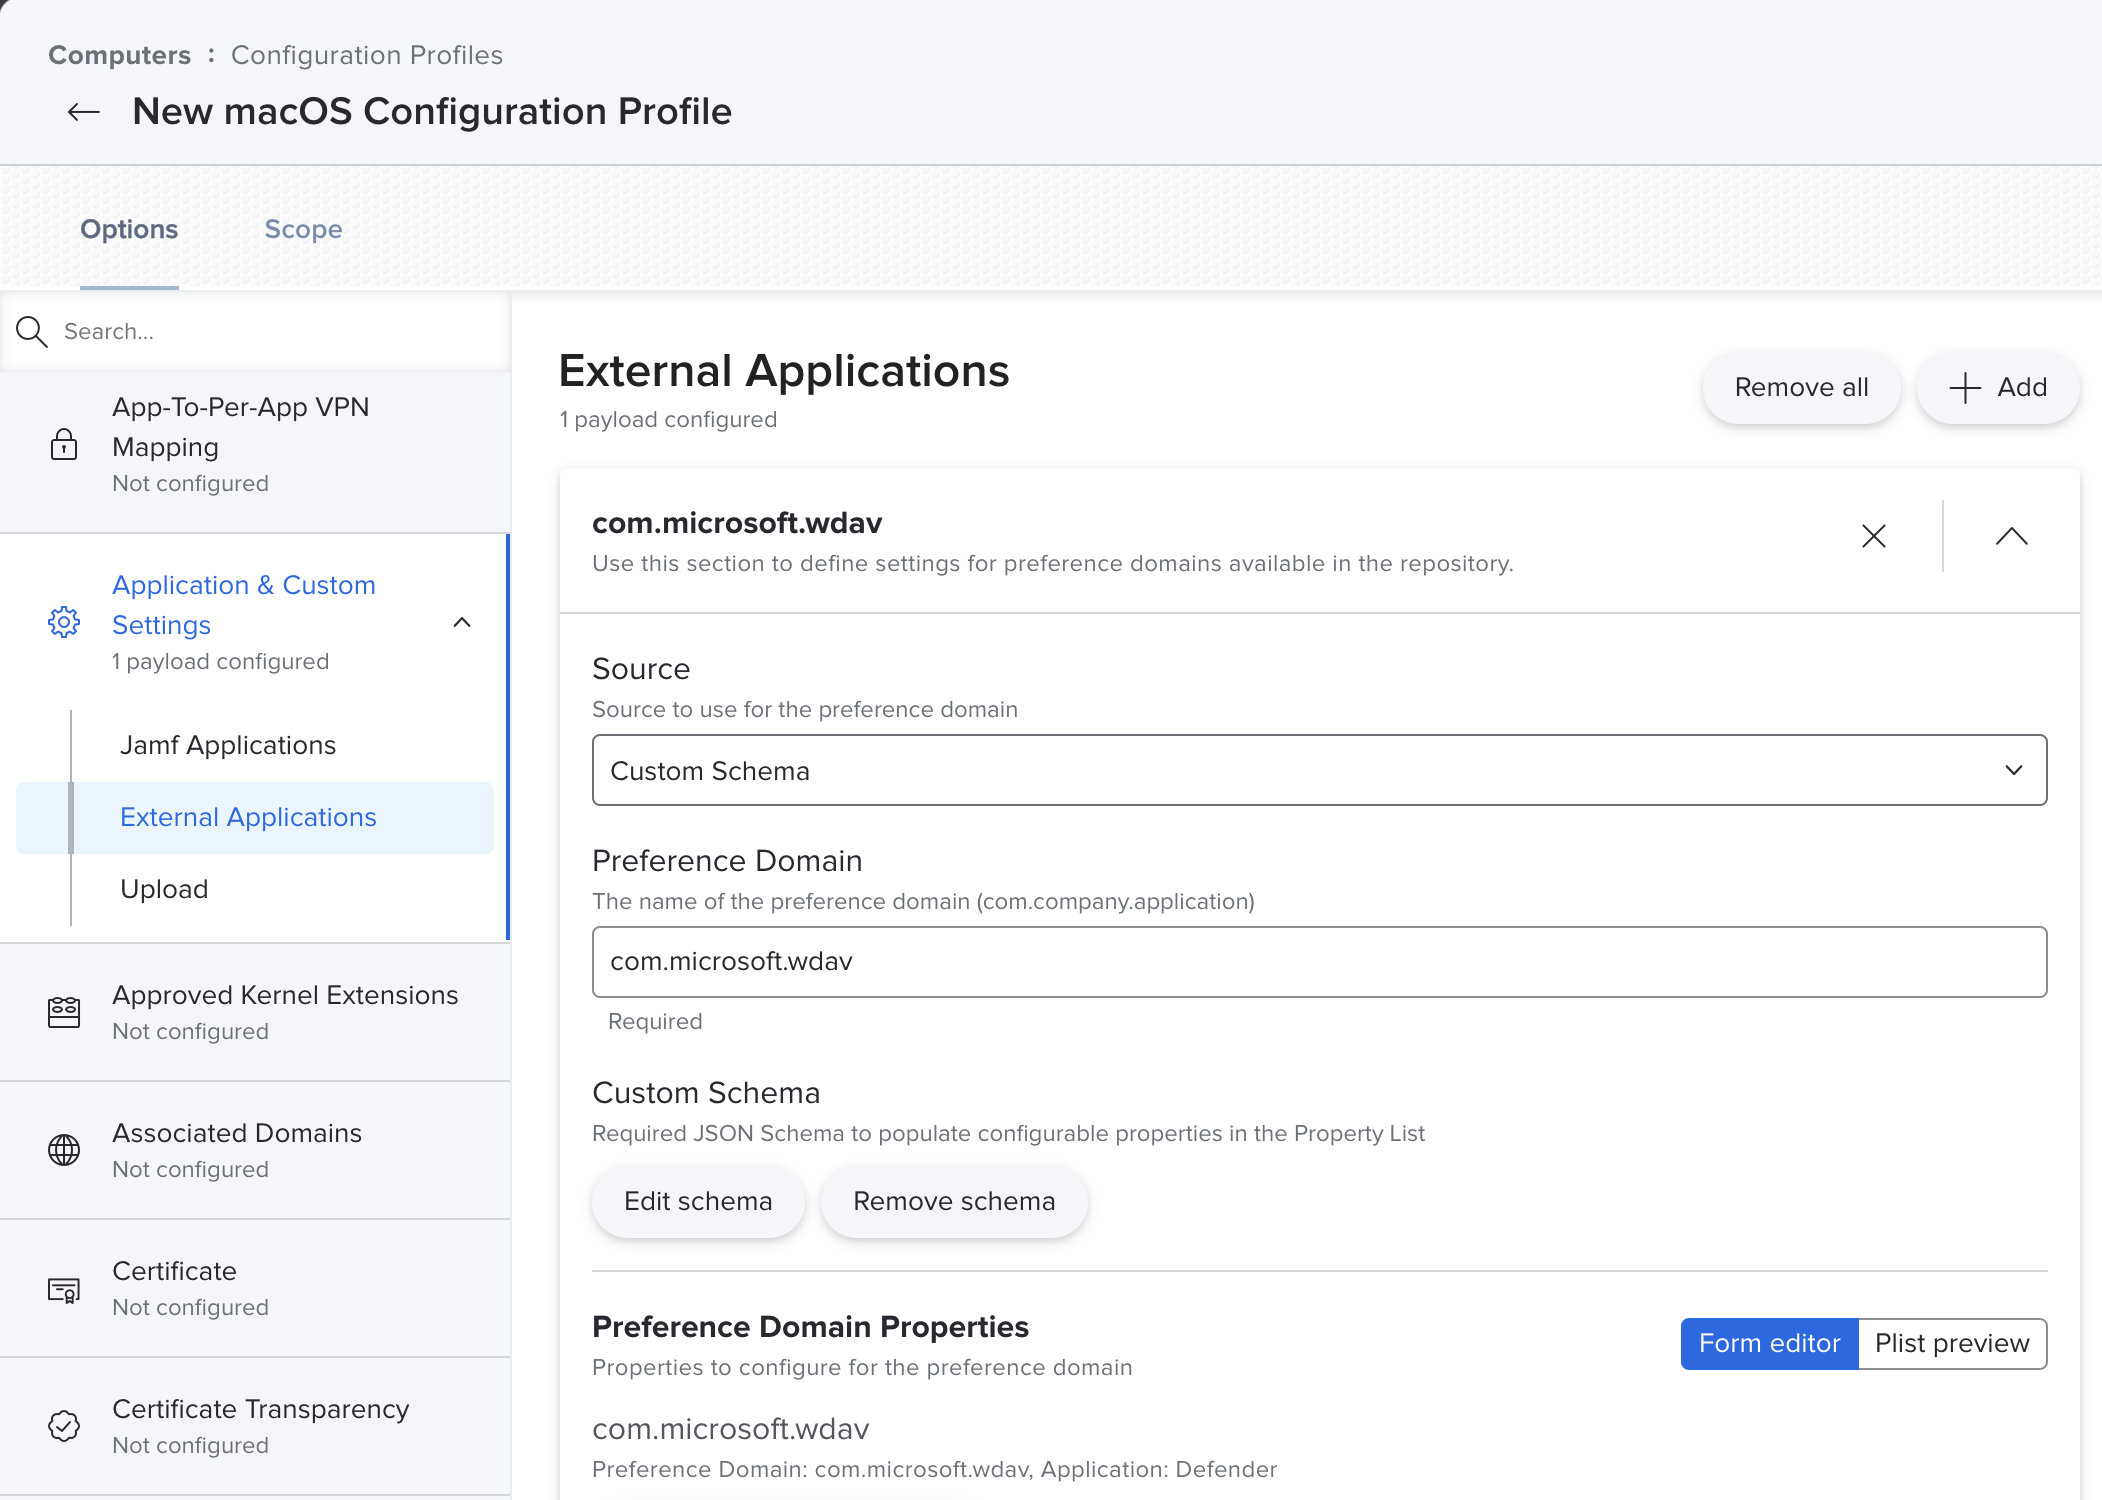 Computers : Configuration Profiles
New macOS Configuration Profile
Options
Scope
Search...
App-To-Per-App VPN
Mapping
Not configured
Application & Custom
Settings
1 payload configured
Jamf Applications
External Applications
Upload
Approved Kernel Extensions
Not configured
Associated Domains
Not configured
Certificate
Not configured
Certificate Transparency
Not configured
External Applications
1 payload configured
Remove all
Add
com.microsoft.wdav
Use this section to define settings for preference domains available in the repository.
Source
Source to use for the preference domain
Custom Schema
Preference Domain
The name of the preference domain (com.company.application)
com.microsoft.wdav
Required
Custom Schema
Required JSON Schema to populate configurable properties in the Property List
Edit schema
Remove schema
Preference Domain Properties
Properties to configure for the preference domain
Form editor
Plist preview
com.microsoft.wdav
Preference Domain: com.microsoft.wdav, Application: Defender